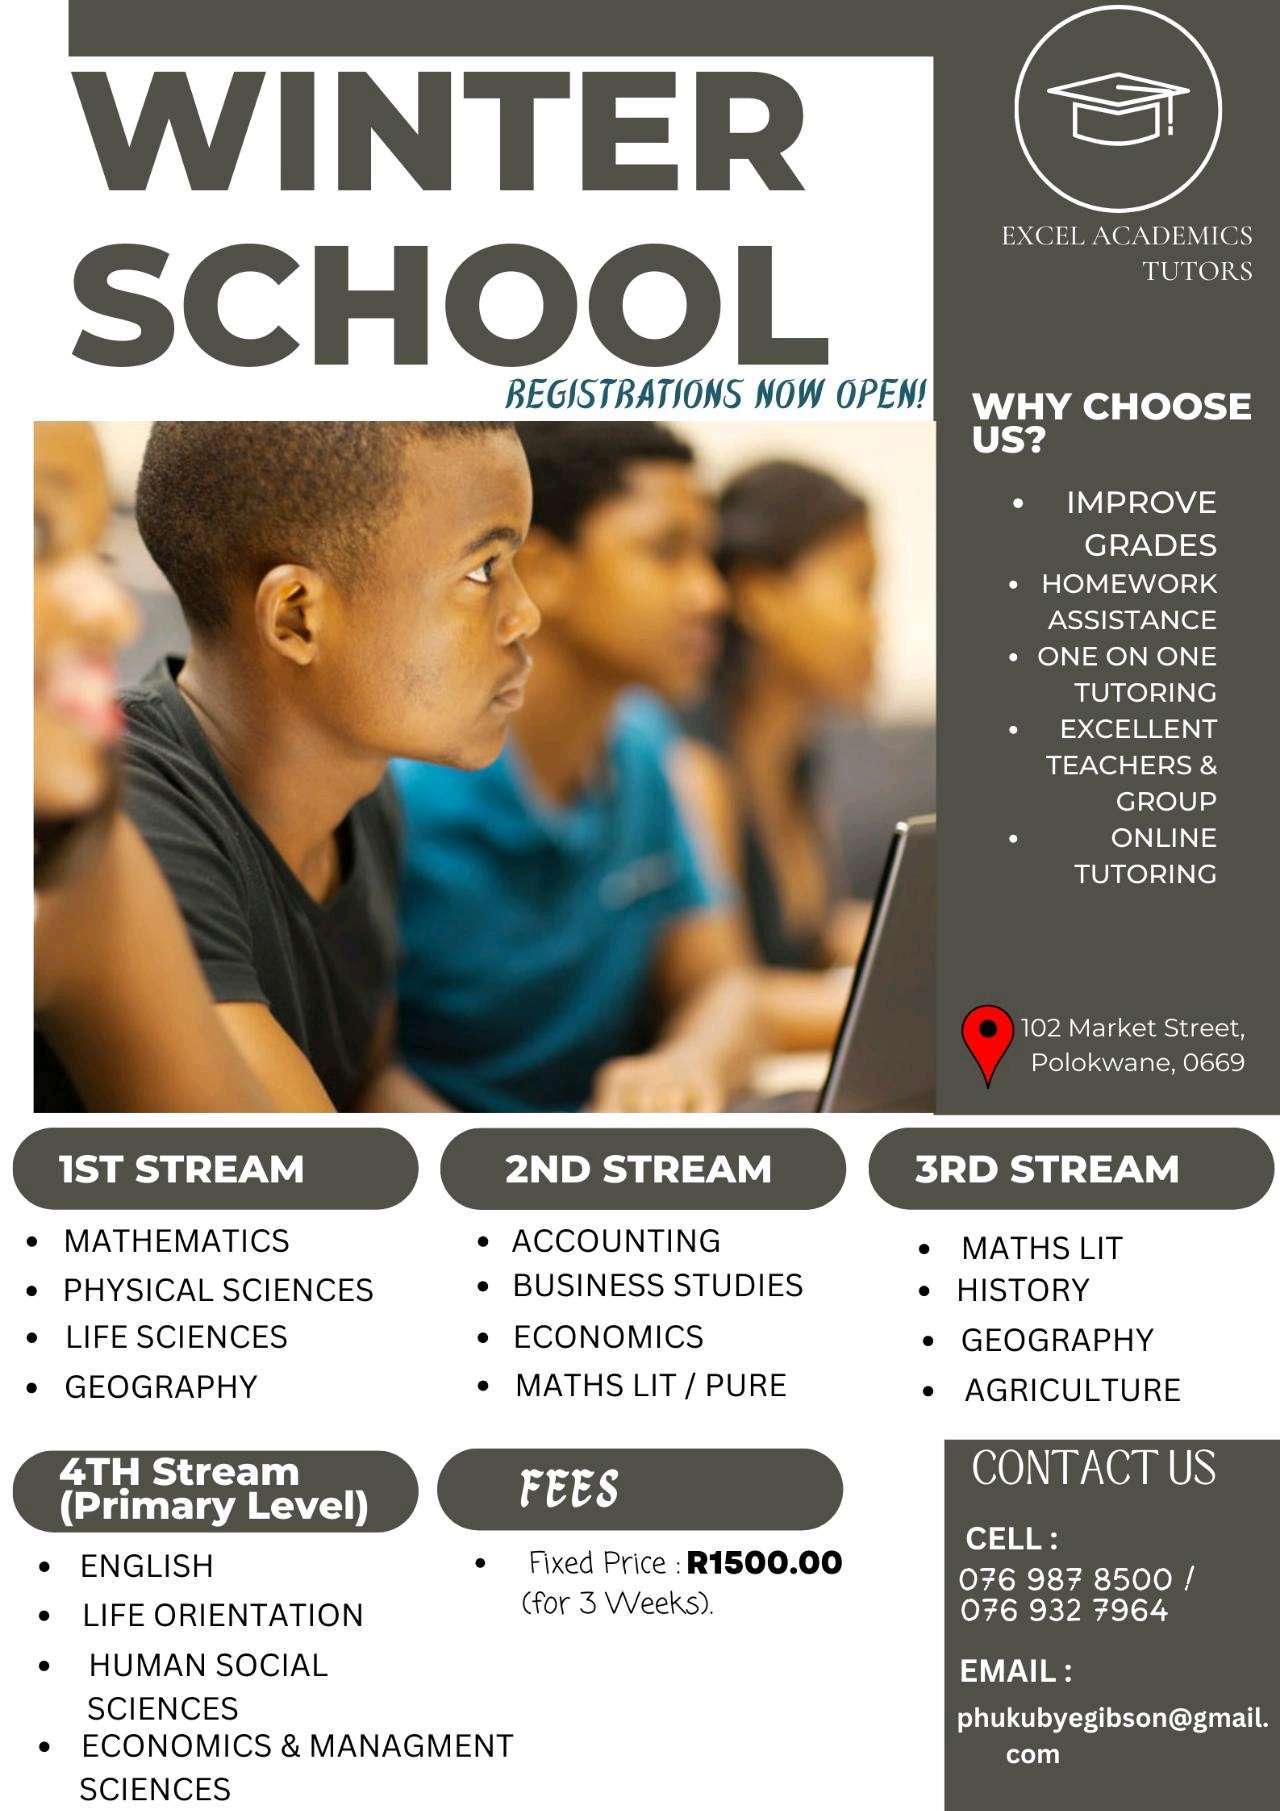 WINTER
SCHOOL
REGISTRATIONS NOW OPEN!
EXCEL ACADEMICS
TUTORS
WHY CHOOSE
US?
• IMPROVE
GRADES
• HOMEWORK
ASSISTANCE
• ONE ON ONE
TUTORING
• EXCELLENT
TEACHERS &
GROUP
• ONLINE
TUTORING
102 Market Street,
Polokwane, 0669
1ST STREAM
• MATHEMATICS
• PHYSICAL SCIENCES
• LIFE SCIENCES
• GEOGRAPHY
2ND STREAM
• ACCOUNTING
• BUSINESS STUDIES
• ECONOMICS
• MATHS LIT / PURE
3RD STREAM
• MATHS LIT
• HISTORY
• GEOGRAPHY
• AGRICULTURE
4TH Stream
(Primary Level)
• ENGLISH
• LIFE ORIENTATION
• HUMAN SOCIAL
SCIENCES
• ECONOMICS & MANAGMENT
SCIENCES
FEES
• Fixed Price : R1500.00
(for 3 Weeks).
CONTACT US
CELL :
076 987 8500 /
076 932 7964
EMAIL :
phukubyegibson@gmail.
com